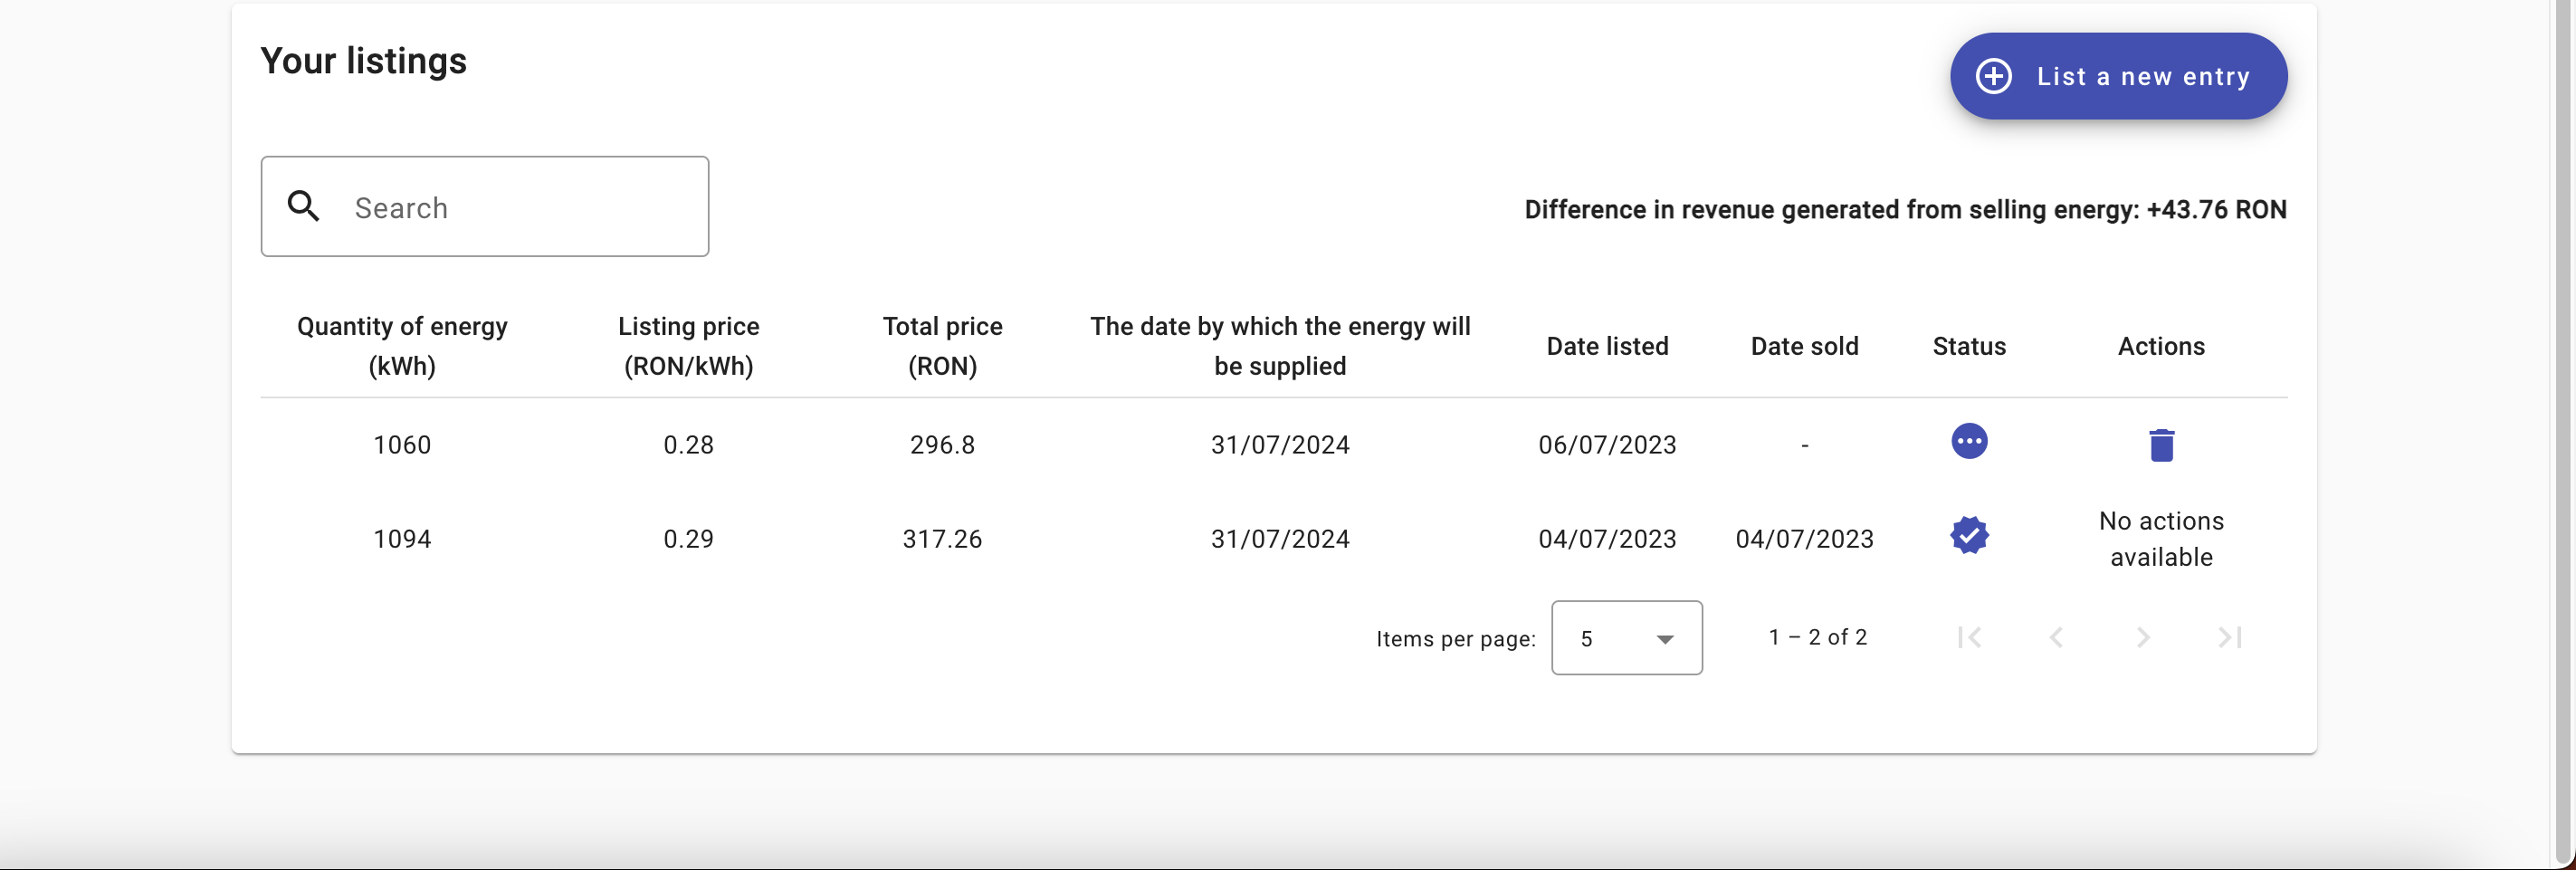 Your listings
List a new entry
Search
Difference in revenue generated from selling energy: +43.76 RON
Quantity of energy (kWh) Listing price (RON/kWh) Total price (RON) The date by which the energy will be supplied Date listed Date sold Status Actions
1060 0.28 296.8 31/07/2024 06/07/2023 -
1094 0.29 317.26 31/07/2024 04/07/2023 04/07/2023 No actions available
Items per page: 5 1 – 2 of 2